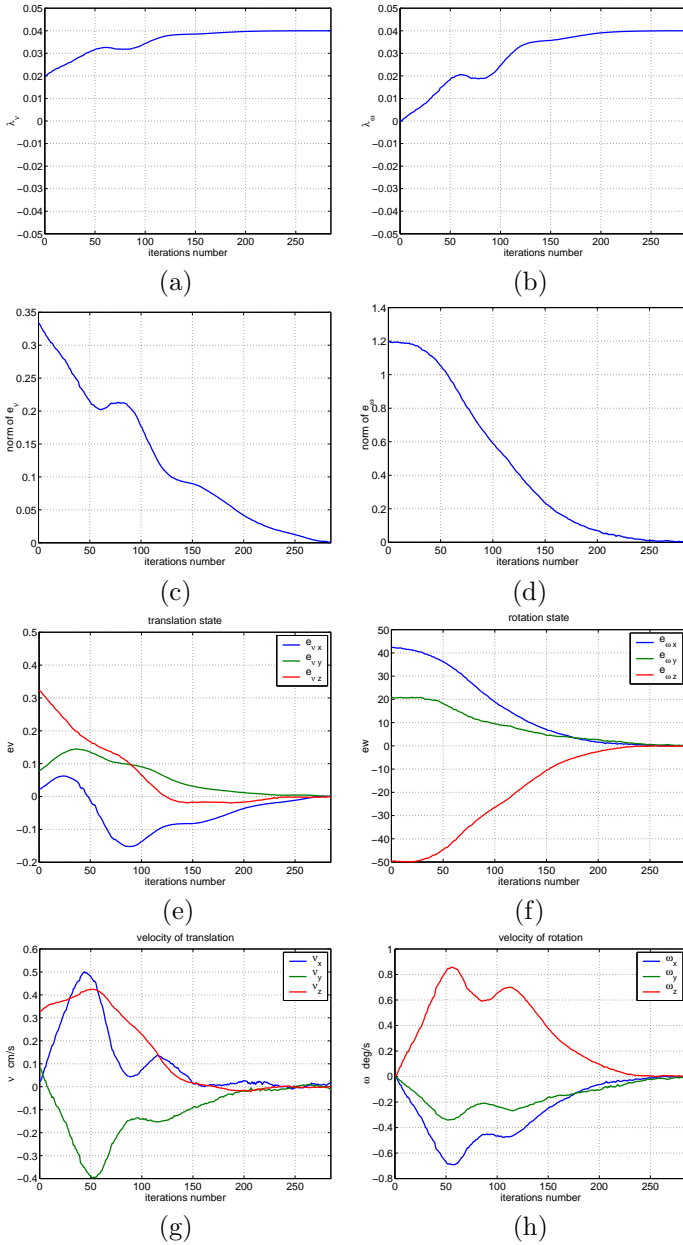 0.05
0.04
0.03
0.02
0.01
0
−0.01
−0.02
−0.03
−0.04
−0.05
λν
0 50 100 150 200 250
iterations number
(a)
0.05
0.04
0.03
0.02
0.01
0
−0.01
−0.02
−0.03
−0.04
−0.05
λω
0 50 100 150 200 250
iterations number
(b)
0.35
0.3
0.25
0.2
0.15
0.1
0.05
0
norm of eν
0 50 100 150 200 250
iterations number
(c)
1.4
1.2
1
0.8
0.6
0.4
0.2
0
norm of eω
0 50 100 150 200 250
iterations number
(d)
translation state
0.5
0.4
0.3
0.2
0.1
0
−0.1
−0.2
ev
e ν x
e ν y
e ν z
0 50 100 150 200 250
iterations number
(e)
rotation state
50
40
30
20
10
0
−10
−20
−30
−40
−50
ew
e ω x
e ω y
e ω z
0 50 100 150 200 250
iterations number
(f)
velocity of translation
0.6
0.5
0.4
0.3
0.2
0.1
0
−0.1
−0.2
−0.3
−0.4
ν cm/s
νx
νy
νz
0 50 100 150 200 250
iterations number
(g)
velocity of rotation
1
0.8
0.6
0.4
0.2
0
−0.2
−0.4
−0.6
−0.8
ω deg/s
ωx
ωy
ωz
0 50 100 150 200 250
iterations number
(h)